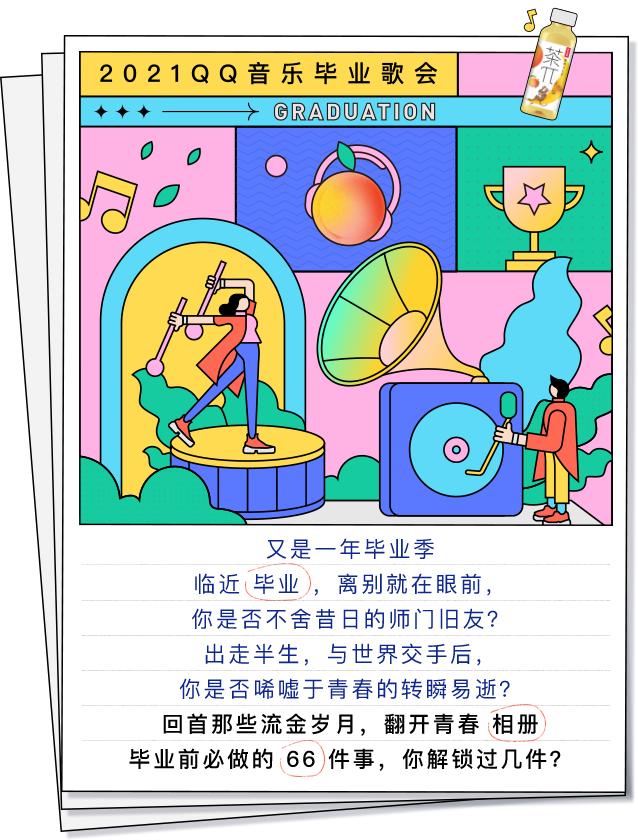 茶π
2021QQ音乐毕业歌会
GRADUATION
又是一年毕业季
临近 毕业 ，离别就在眼前，
你是否不舍昔日的师门旧友？
出走半生，与世界交手后，
你是否唏嘘于青春的转瞬易逝？
回首那些流金岁月，翻开青春 相册
毕业前必做的 66 件事，你解锁过几件？